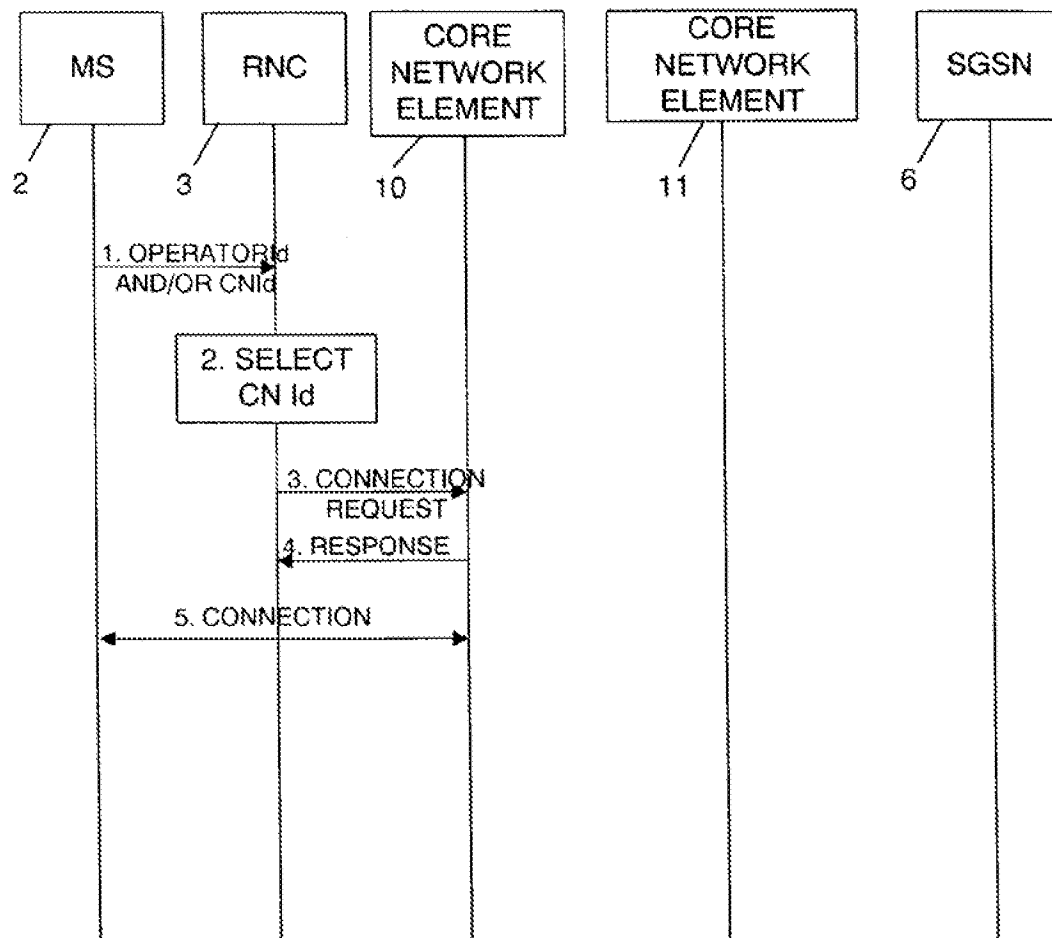 MS
RNC
CORE
NETWORK
ELEMENT
CORE
NETWORK
ELEMENT
SGSN
2
3
10
11
6
1. OPERATORId
AND/OR CNId
2. SELECT
CN Id
3. CONNECTION
REQUEST
4. RESPONSE
5. CONNECTION